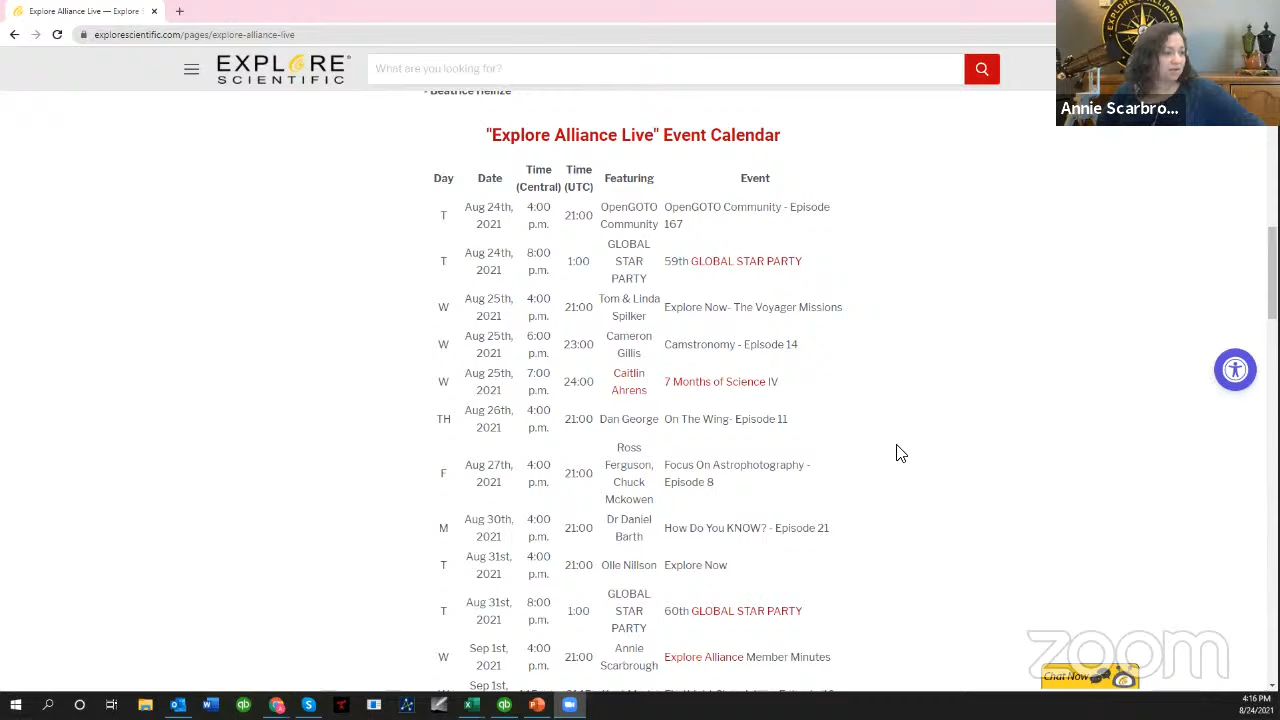 Explore Alliance Live — Explore S
explorescientific.com/pages/explore-alliance-live
EXPLORE
SCIENTIFIC
What are you looking for?
EXPLORE ALLIANCE
Annie Scarbro...
- Beatrice Heinze
"Explore Alliance Live" Event Calendar
Day Date Time (Central) Time (UTC) Featuring Event
T Aug 24th, 2021 4:00 p.m. 21:00 OpenGOTO Community OpenGOTO Community - Episode 167
T Aug 24th, 2021 8:00 p.m. 1:00 GLOBAL STAR PARTY 59th GLOBAL STAR PARTY
W Aug 25th, 2021 4:00 p.m. 21:00 Tom & Linda Spilker Explore Now- The Voyager Missions
W Aug 25th, 2021 6:00 p.m. 23:00 Cameron Gillis Camstronomy - Episode 14
W Aug 25th, 2021 7:00 p.m. 24:00 Caitlin Ahrens 7 Months of Science IV
TH Aug 26th, 2021 4:00 p.m. 21:00 Dan George On The Wing- Episode 11
F Aug 27th, 2021 4:00 p.m. 21:00 Ross Ferguson, Chuck Mckowen Focus On Astrophotography - Episode 8
M Aug 30th, 2021 4:00 p.m. 21:00 Dr Daniel Barth How Do You KNOW? - Episode 21
T Aug 31st, 2021 4:00 p.m. 21:00 Olle Nillson Explore Now
T Aug 31st, 2021 8:00 p.m. 1:00 GLOBAL STAR PARTY 60th GLOBAL STAR PARTY
W Sep 1st, 2021 4:00 p.m. 21:00 Annie Scarbrough Explore Alliance Member Minutes
Sep 1st,
zoom
Chat Now
4:16 PM
8/24/2021